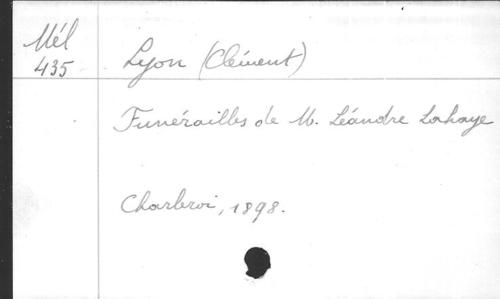 Mél
435
Lyon (Clément)
Funérailles de M. Léandre Lahaye
Charleroi, 1898.